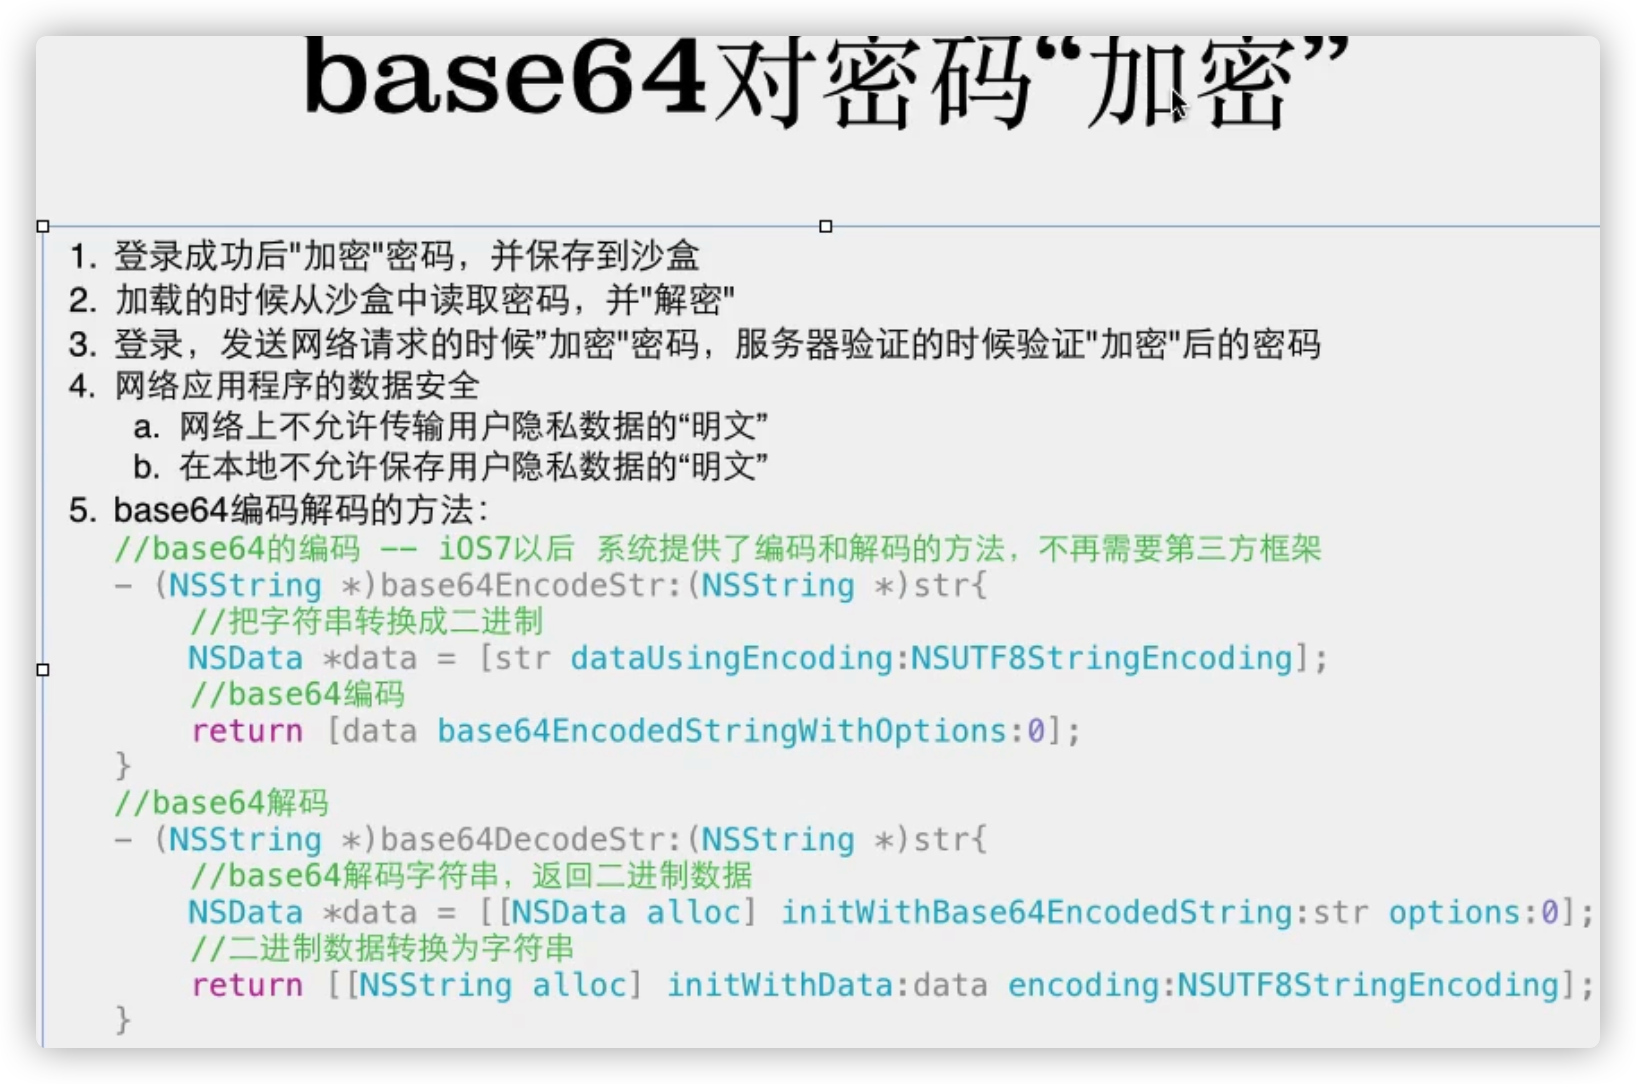 base64对密码“加密”
1. 登录成功后"加密"密码，并保存到沙盒
2. 加载的时候从沙盒中读取密码，并"解密"
3. 登录，发送网络请求的时候”加密"密码，服务器验证的时候验证"加密"后的密码
4. 网络应用程序的数据安全
a. 网络上不允许传输用户隐私数据的“明文”
b. 在本地不允许保存用户隐私数据的“明文”
5. base64编码解码的方法：
//base64的编码 -- iOS7以后 系统提供了编码和解码的方法，不再需要第三方框架
- (NSString *)base64EncodeStr:(NSString *)str{
//把字符串转换成二进制
NSData *data = [str dataUsingEncoding:NSUTF8StringEncoding];
//base64编码
return [data base64EncodedStringWithOptions:0];
}
//base64解码
- (NSString *)base64DecodeStr:(NSString *)str{
//base64解码字符串，返回二进制数据
NSData *data = [[NSData alloc] initWithBase64EncodedString:str options:0];
//二进制数据转换为字符串
return [[NSString alloc] initWithData:data encoding:NSUTF8StringEncoding];
}